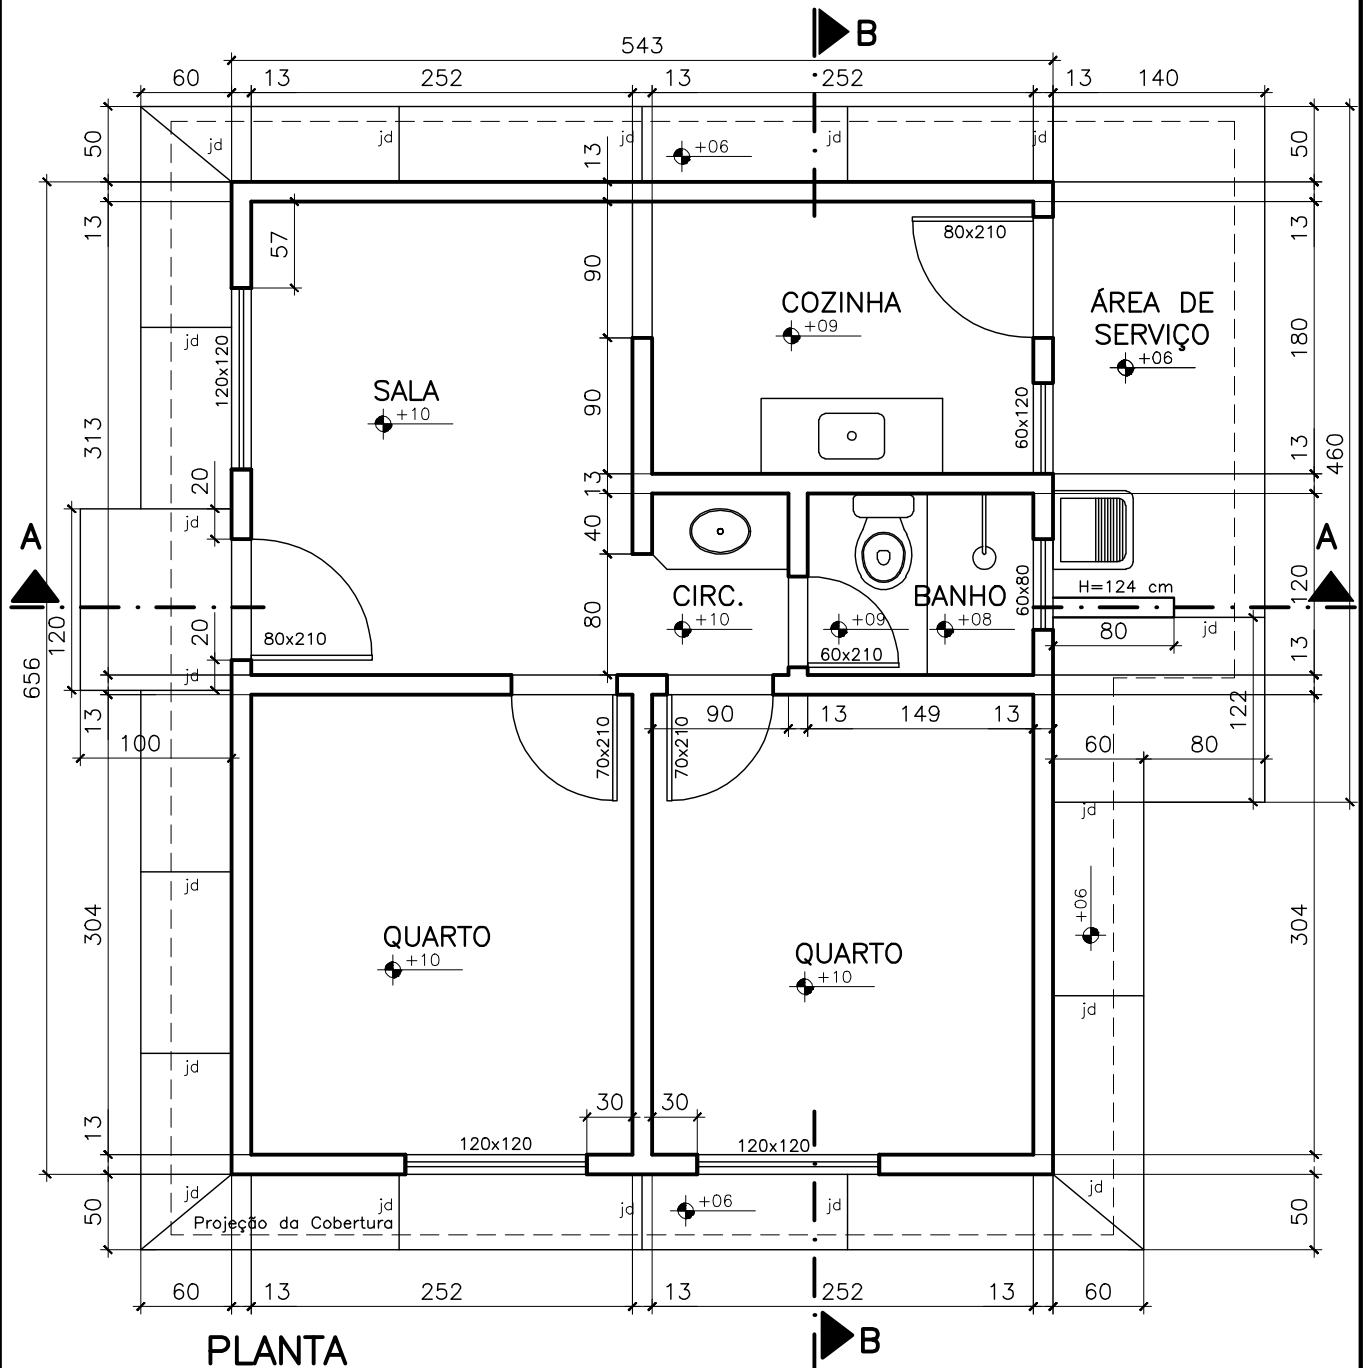 B
543
60 13 252 13 252 13 140
jd jd jd jd jd
+06
50 13 50
13 57 90 80x210 13
COZINHA
+09
ÁREA DE
SERVIÇO
+06
180
jd
120x120
SALA
+10
90
60x120
313
13
460
20
13
jd
40
A
A
CIRC.
+10
BANHO
+09
+08
60x80
H=124 cm
120
120
80
20
80x210
60x210
80
jd
13
656
jd
13
100
70x210
70x210
90 13 149 13
122
60 80
jd
jd
304
QUARTO
+10
QUARTO
+10
+06
304
jd
jd
13
30 30
120x120
120x120
jd
50
jd
jd
+06
jd
jd
50
Projeção da Cobertura
60 13 252 13 252 13 60
B
PLANTA